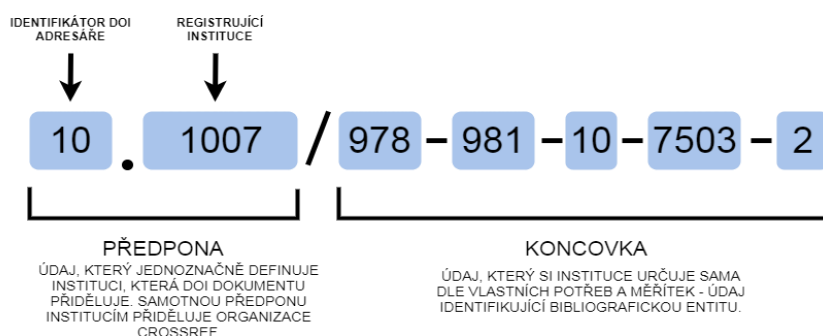 IDENTIFIKÁTOR DOI
ADRESÁŘE
REGISTRUJÍCÍ
INSTITUCE
10 . 1007 / 978 – 981 – 10 – 7503 – 2
PŘEDPONA
ÚDAJ, KTERÝ JEDNOZNAČNĚ DEFINUJE
INSTITUCI, KTERÁ DOI DOKUMENTU
PŘIDĚLUJE. SAMOTNOU PŘEDPONU
INSTITUCÍM PŘIDĚLUJE ORGANIZACE
CROSSREF
KONCOVKA
ÚDAJ, KTERÝ SI INSTITUCE URČUJE SAMA
DLE VLASTNÍCH POTŘEB A MĚŘÍTEK - ÚDAJ
IDENTIFIKUJÍCÍ BIBLIOGRAFICKOU ENTITU.